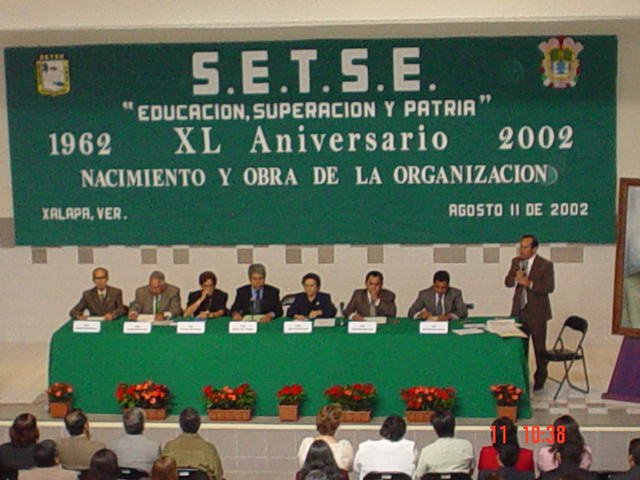 SETSE
S.E.T.S.E.
"EDUCACION, SUPERACION Y PATRIA"
1962 XL Aniversario 2002
NACIMIENTO Y OBRA DE LA ORGANIZACION
XALAPA, VER. AGOSTO 11 DE 2002
11 10:38